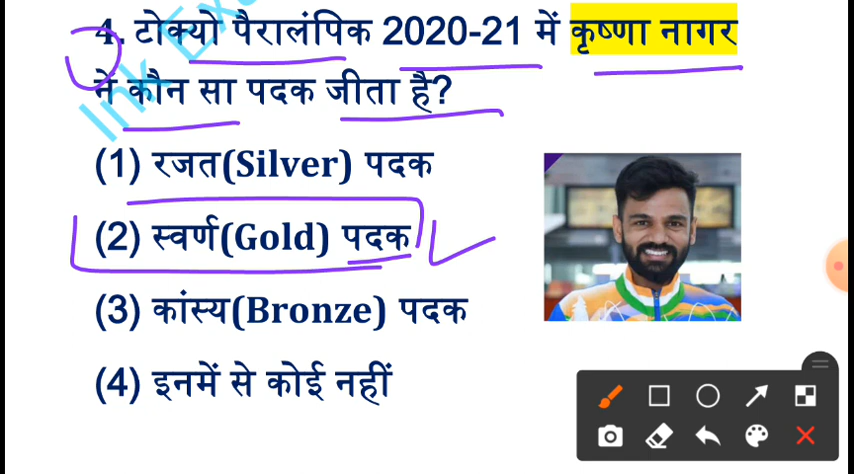 4. टोक्यो पैरालंपिक 2020-21 में कृष्णा नागर
ने कौन सा पदक जीता है?
(1) रजत(Silver) पदक
(2) स्वर्ण(Gold) पदक
(3) कांस्य(Bronze) पदक
(4) इनमें से कोई नहीं